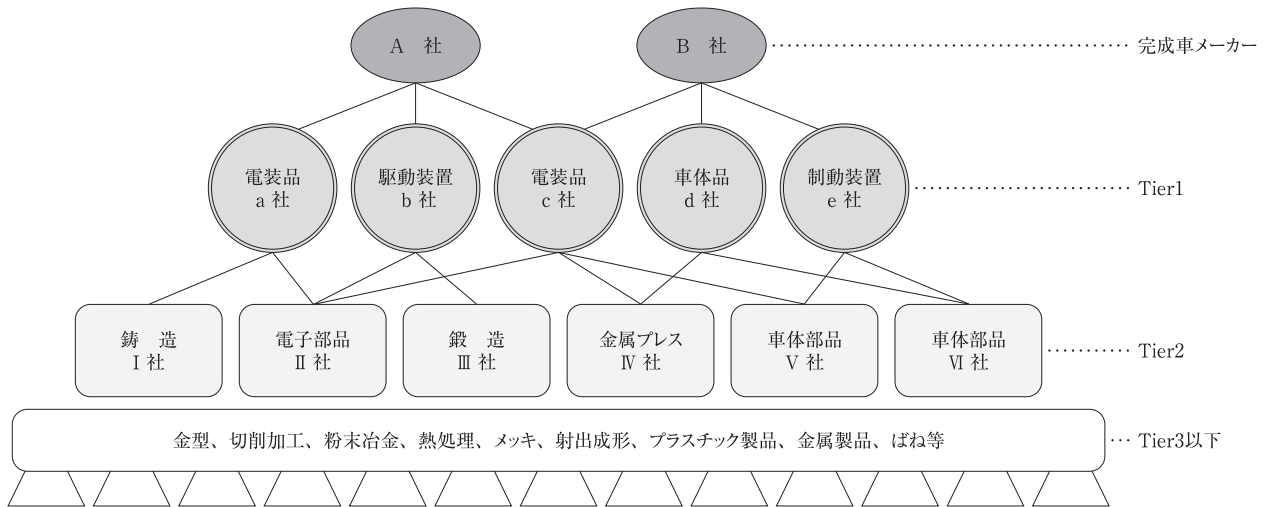 A 社
B 社
完成車メーカー
電装品
a 社
駆動装置
b 社
電装品
c 社
車体品
d 社
制動装置
e 社
Tier1
鋳 造
Ⅰ 社
電子部品
Ⅱ 社
鍛 造
Ⅲ 社
金属プレス
Ⅳ 社
車体部品
Ⅴ 社
車体部品
Ⅵ 社
Tier2
金型、切削加工、粉末冶金、熱処理、メッキ、射出成形、プラスチック製品、金属製品、ばね等
Tier3以下